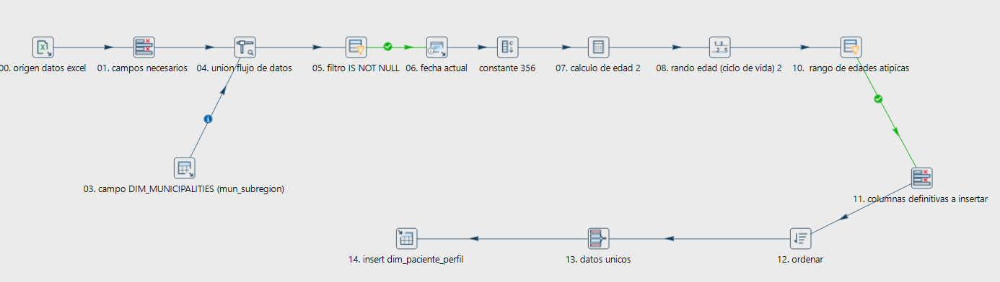 00. origen datos excel
01. campos necesarios
04. union flujo de datos
05. filtro IS NOT NULL
06. fecha actual
constante 356
07. calculo de edad 2
08. rando edad (ciclo de vida) 2
10. rango de edades atipicas
03. campo DIM_MUNICIPALITIES (mun_subregion)
11. columnas definitivas a insertar
14. insert dim_paciente_perfil
13. datos unicos
12. ordenar